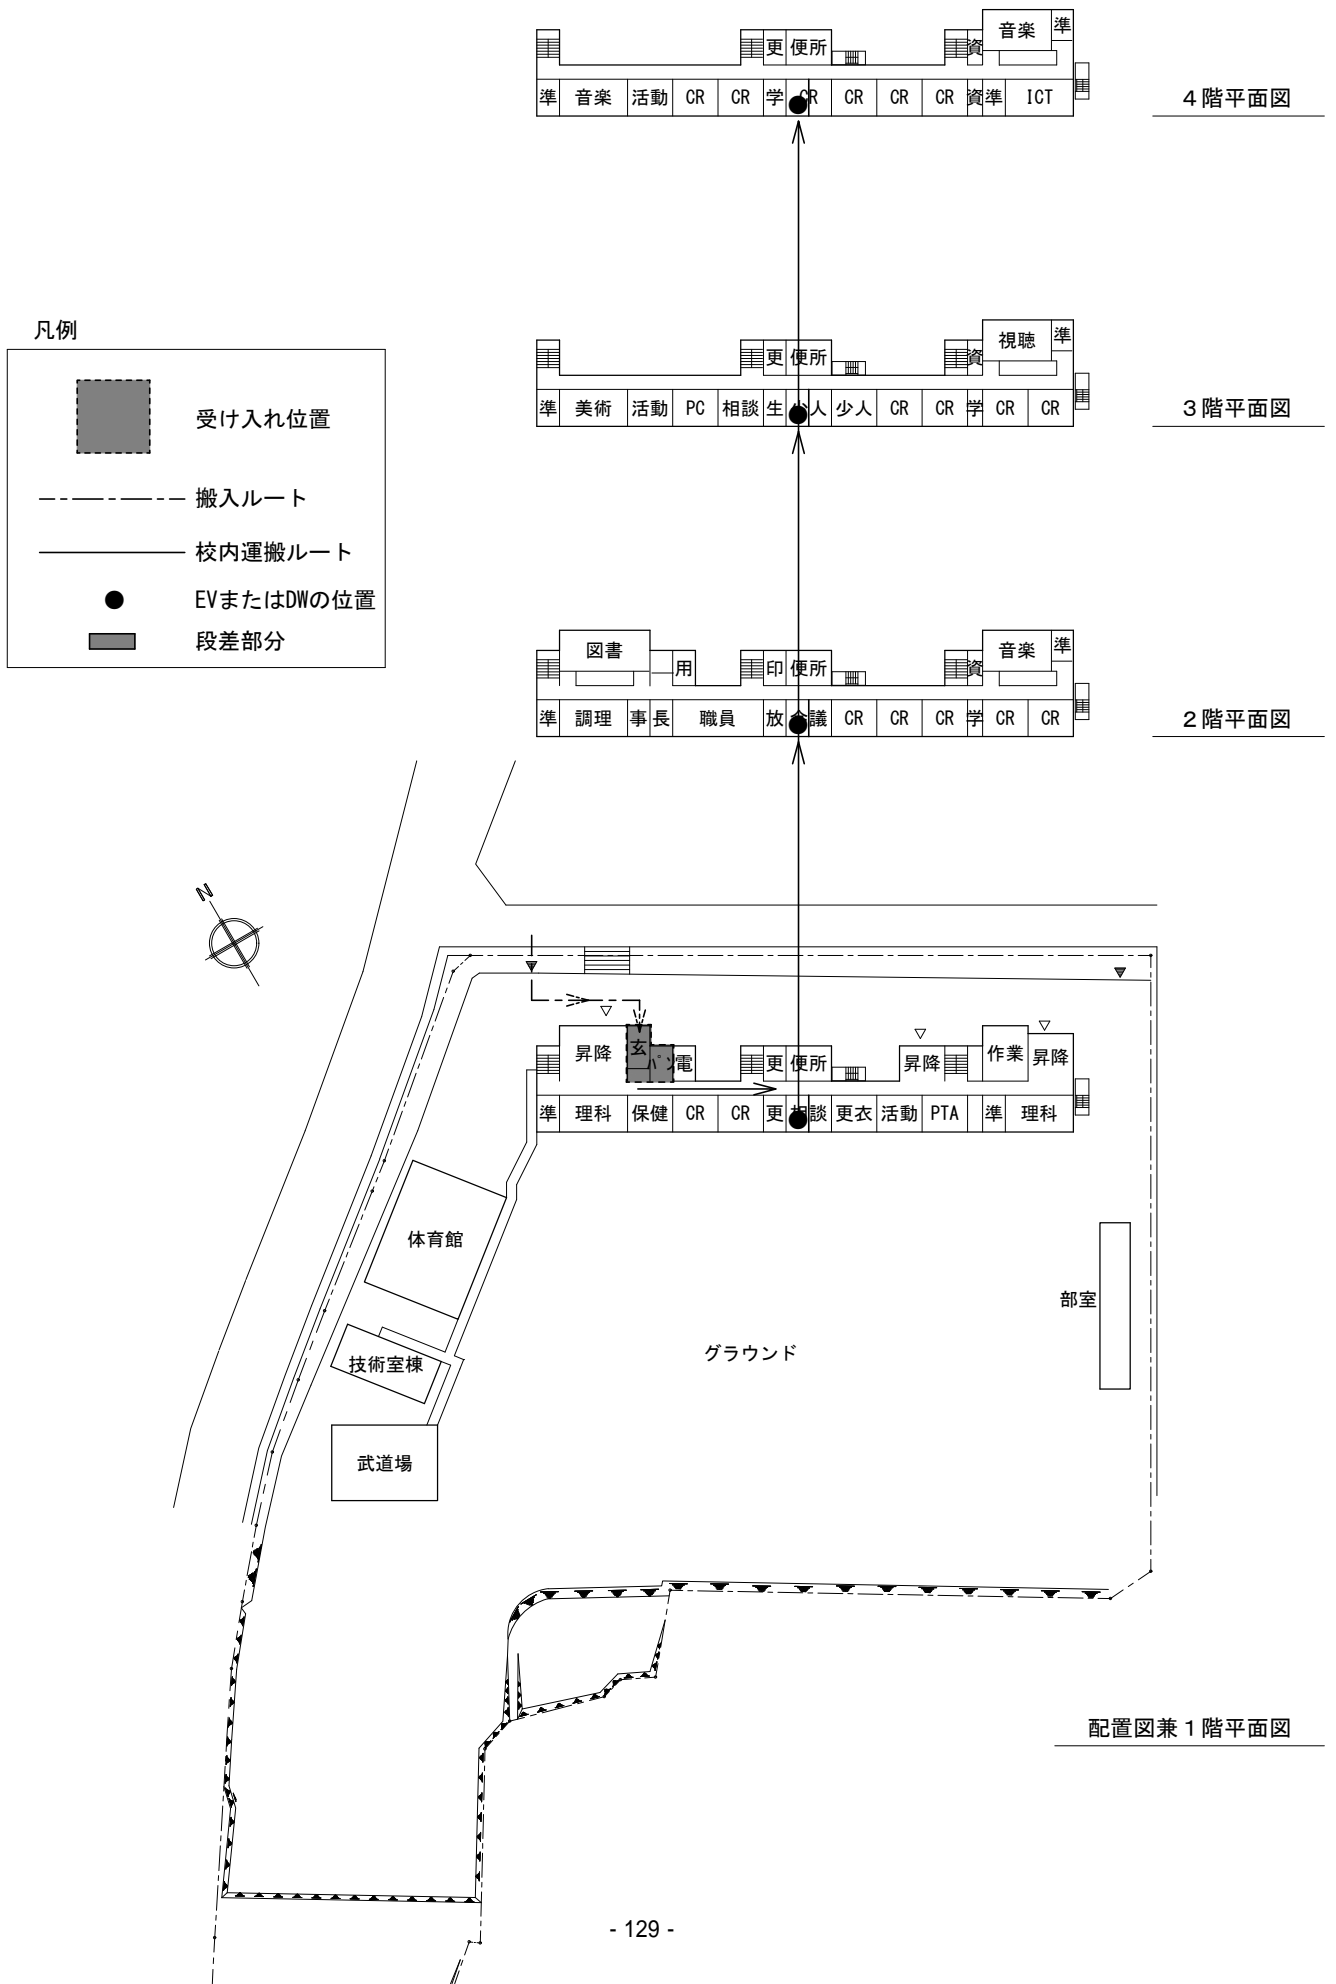 音楽 準
更 便所 資
準 音楽 活動 CR CR 学 CR CR CR CR 資 準 ICT
4階平面図
視聴 準
更 便所 資
準 美術 活動 PC 相談 生 少人 少人 CR CR 学 CR CR
3階平面図
凡例
受け入れ位置
搬入ルート
校内運搬ルート
EVまたはDWの位置
段差部分
図書 用 印 便所 資 音楽 準
準 調理 事 長 職員 放 会議 CR CR CR 学 CR CR
2階平面図
N
昇降 玄 パン 電 更 便所 昇降 作業 昇降
準 理科 保健 CR CR 更 相談 更衣 活動 PTA 準 理科
体育館
部室
技術室棟
グラウンド
武道場
配置図兼1階平面図
- 129 -